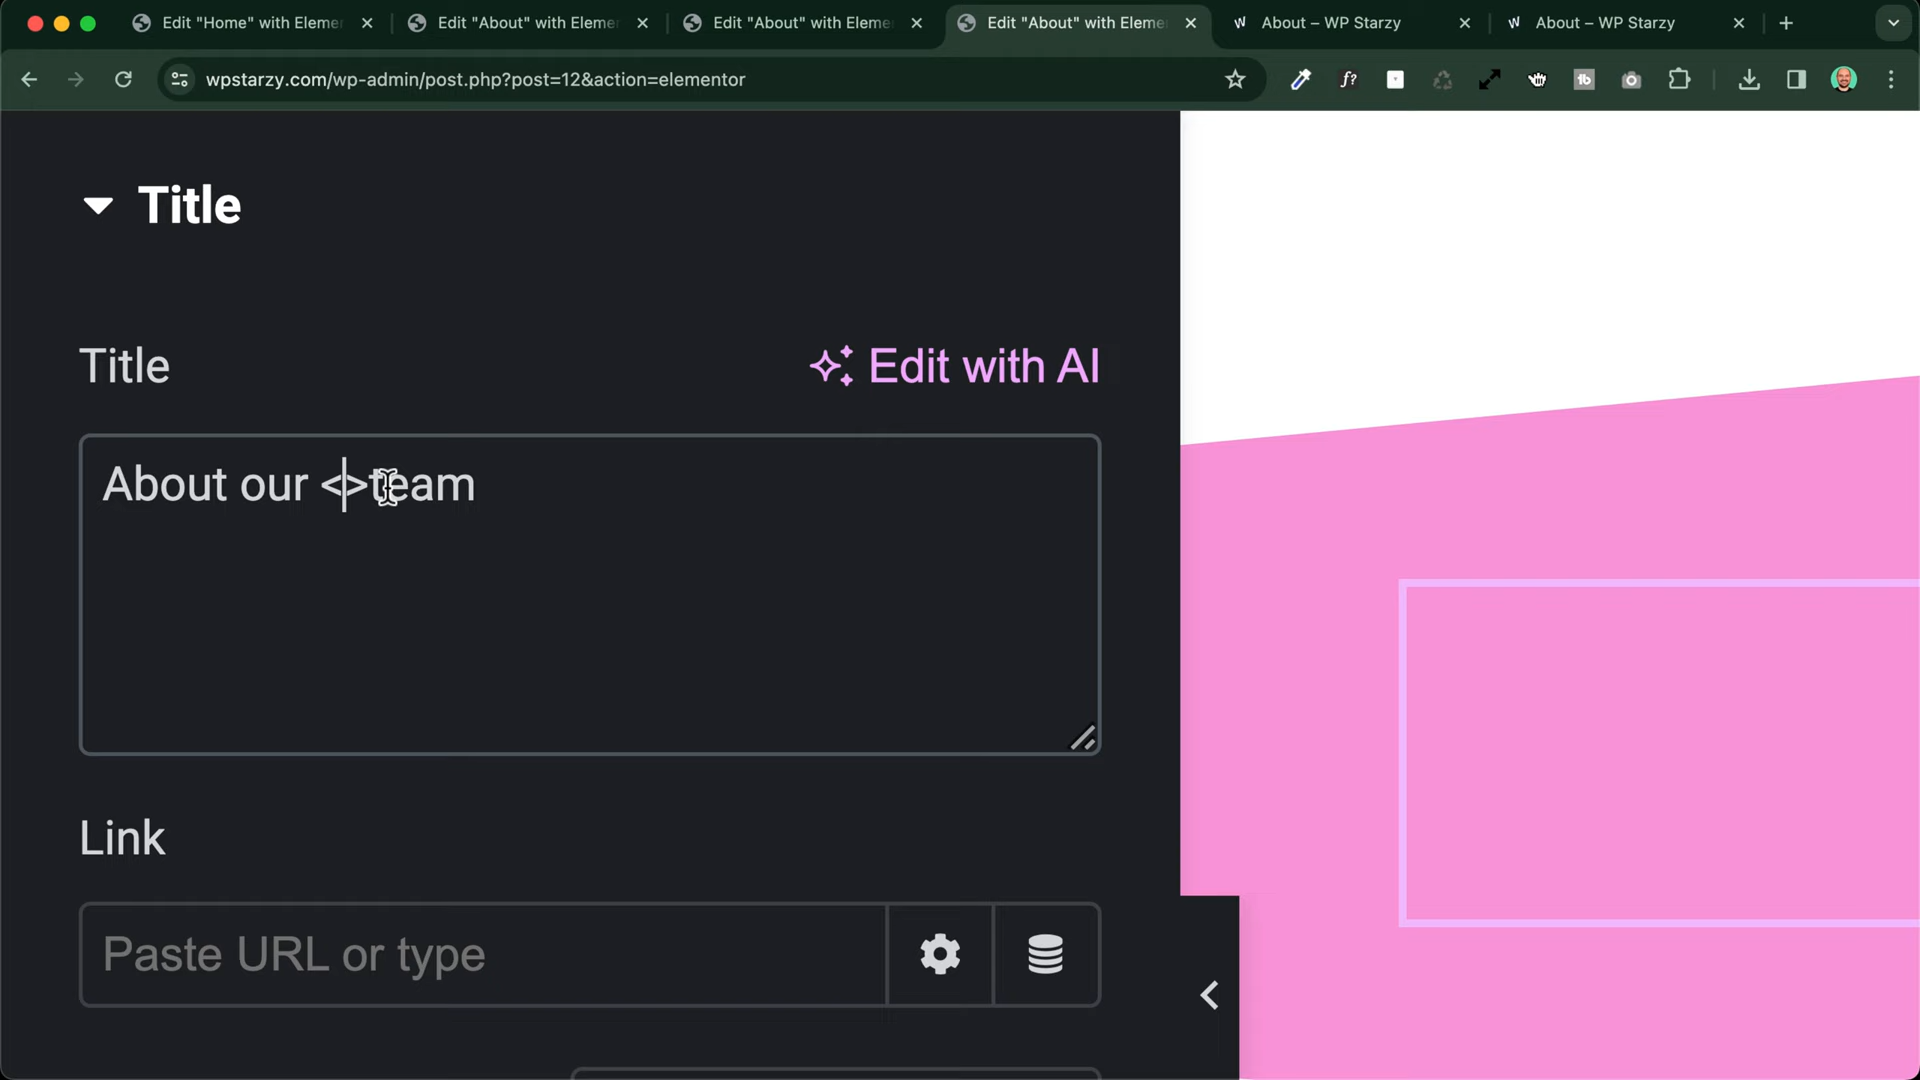 Edit "Home" with Eleme
Edit "About" with Eleme
Edit "About" with Eleme
Edit "About" with Eleme
About – WP Starzy
About – WP Starzy
wpstarzy.com/wp-admin/post.php?post=12&action=elementor
Title
Title
Edit with AI
About our <>team
Link
Paste URL or type